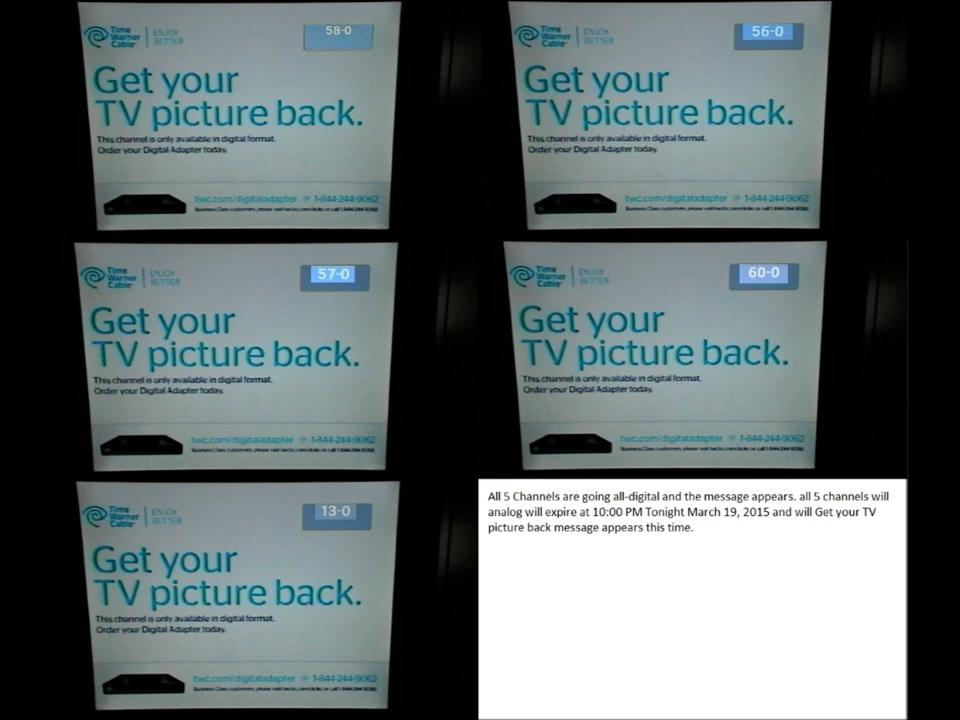 Time Warner Cable
ENJOY BETTER
58-0
Get your
TV picture back.
This channel is only available in digital format.
Order your Digital Adapter today.
twc.com/digitaladapter 1-844-244-9062
Time Warner Cable
ENJOY BETTER
56-0
Get your
TV picture back.
This channel is only available in digital format.
Order your Digital Adapter today.
twc.com/digitaladapter 1-844-244-9062
Time Warner Cable
ENJOY BETTER
57-0
Get your
TV picture back.
This channel is only available in digital format.
Order your Digital Adapter today.
twc.com/digitaladapter 1-844-244-9062
Time Warner Cable
ENJOY BETTER
60-0
Get your
TV picture back.
This channel is only available in digital format.
Order your Digital Adapter today.
twc.com/digitaladapter 1-844-244-9062
Time Warner Cable
ENJOY BETTER
13-0
Get your
TV picture back.
This channel is only available in digital format.
Order your Digital Adapter today.
twc.com/digitaladapter 1-844-244-9062
All 5 Channels are going all-digital and the message appears. all 5 channels will
analog will expire at 10:00 PM Tonight March 19, 2015 and will Get your TV
picture back message appears this time.